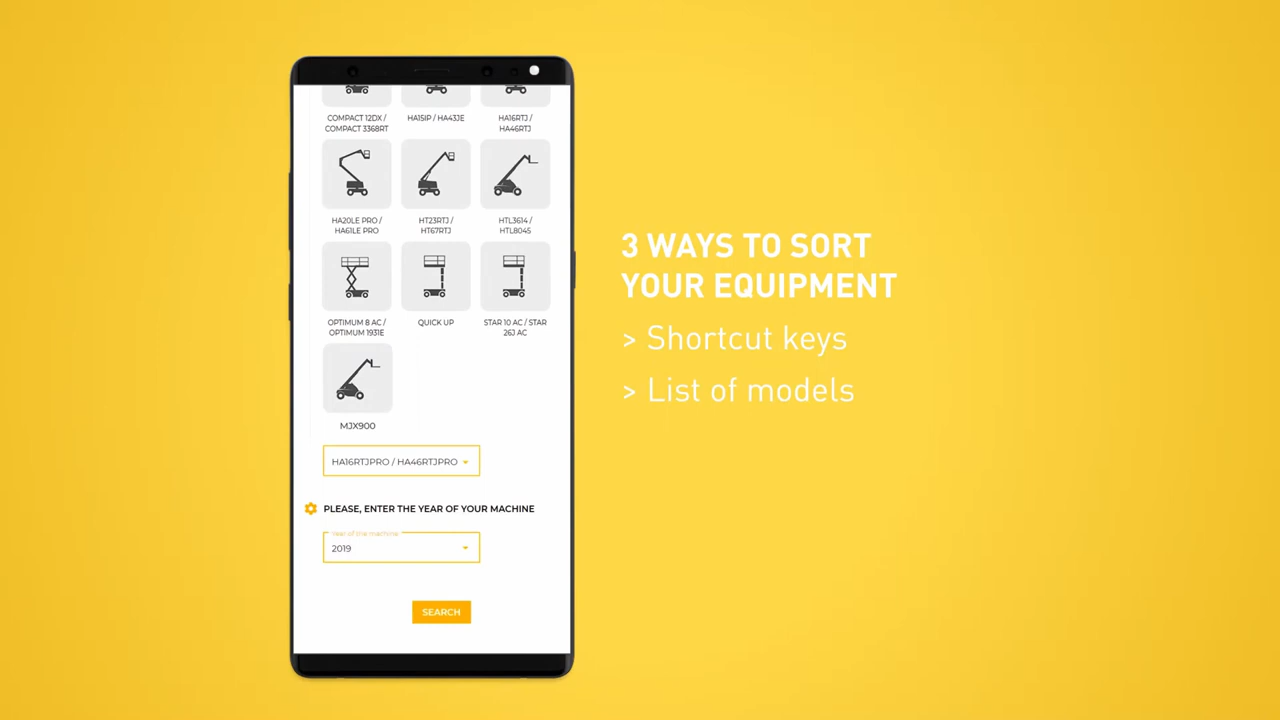 COMPACT 12DX /
COMPACT 3368RT
HA15IP / HA43JE
HA16RTJ /
HA46RTJ
HA20LE PRO /
HA61LE PRO
HT23RTJ /
HT67RTJ
HTL3614 /
HTL8045
OPTIMUM 8 AC /
OPTIMUM 1931E
QUICK UP
STAR 10 AC / STAR
26J AC
MJX900
HA16RTJPRO / HA46RTJPRO
PLEASE, ENTER THE YEAR OF YOUR MACHINE
Year of the machine
2019
SEARCH
3 WAYS TO SORT
YOUR EQUIPMENT
> Shortcut keys
> List of models